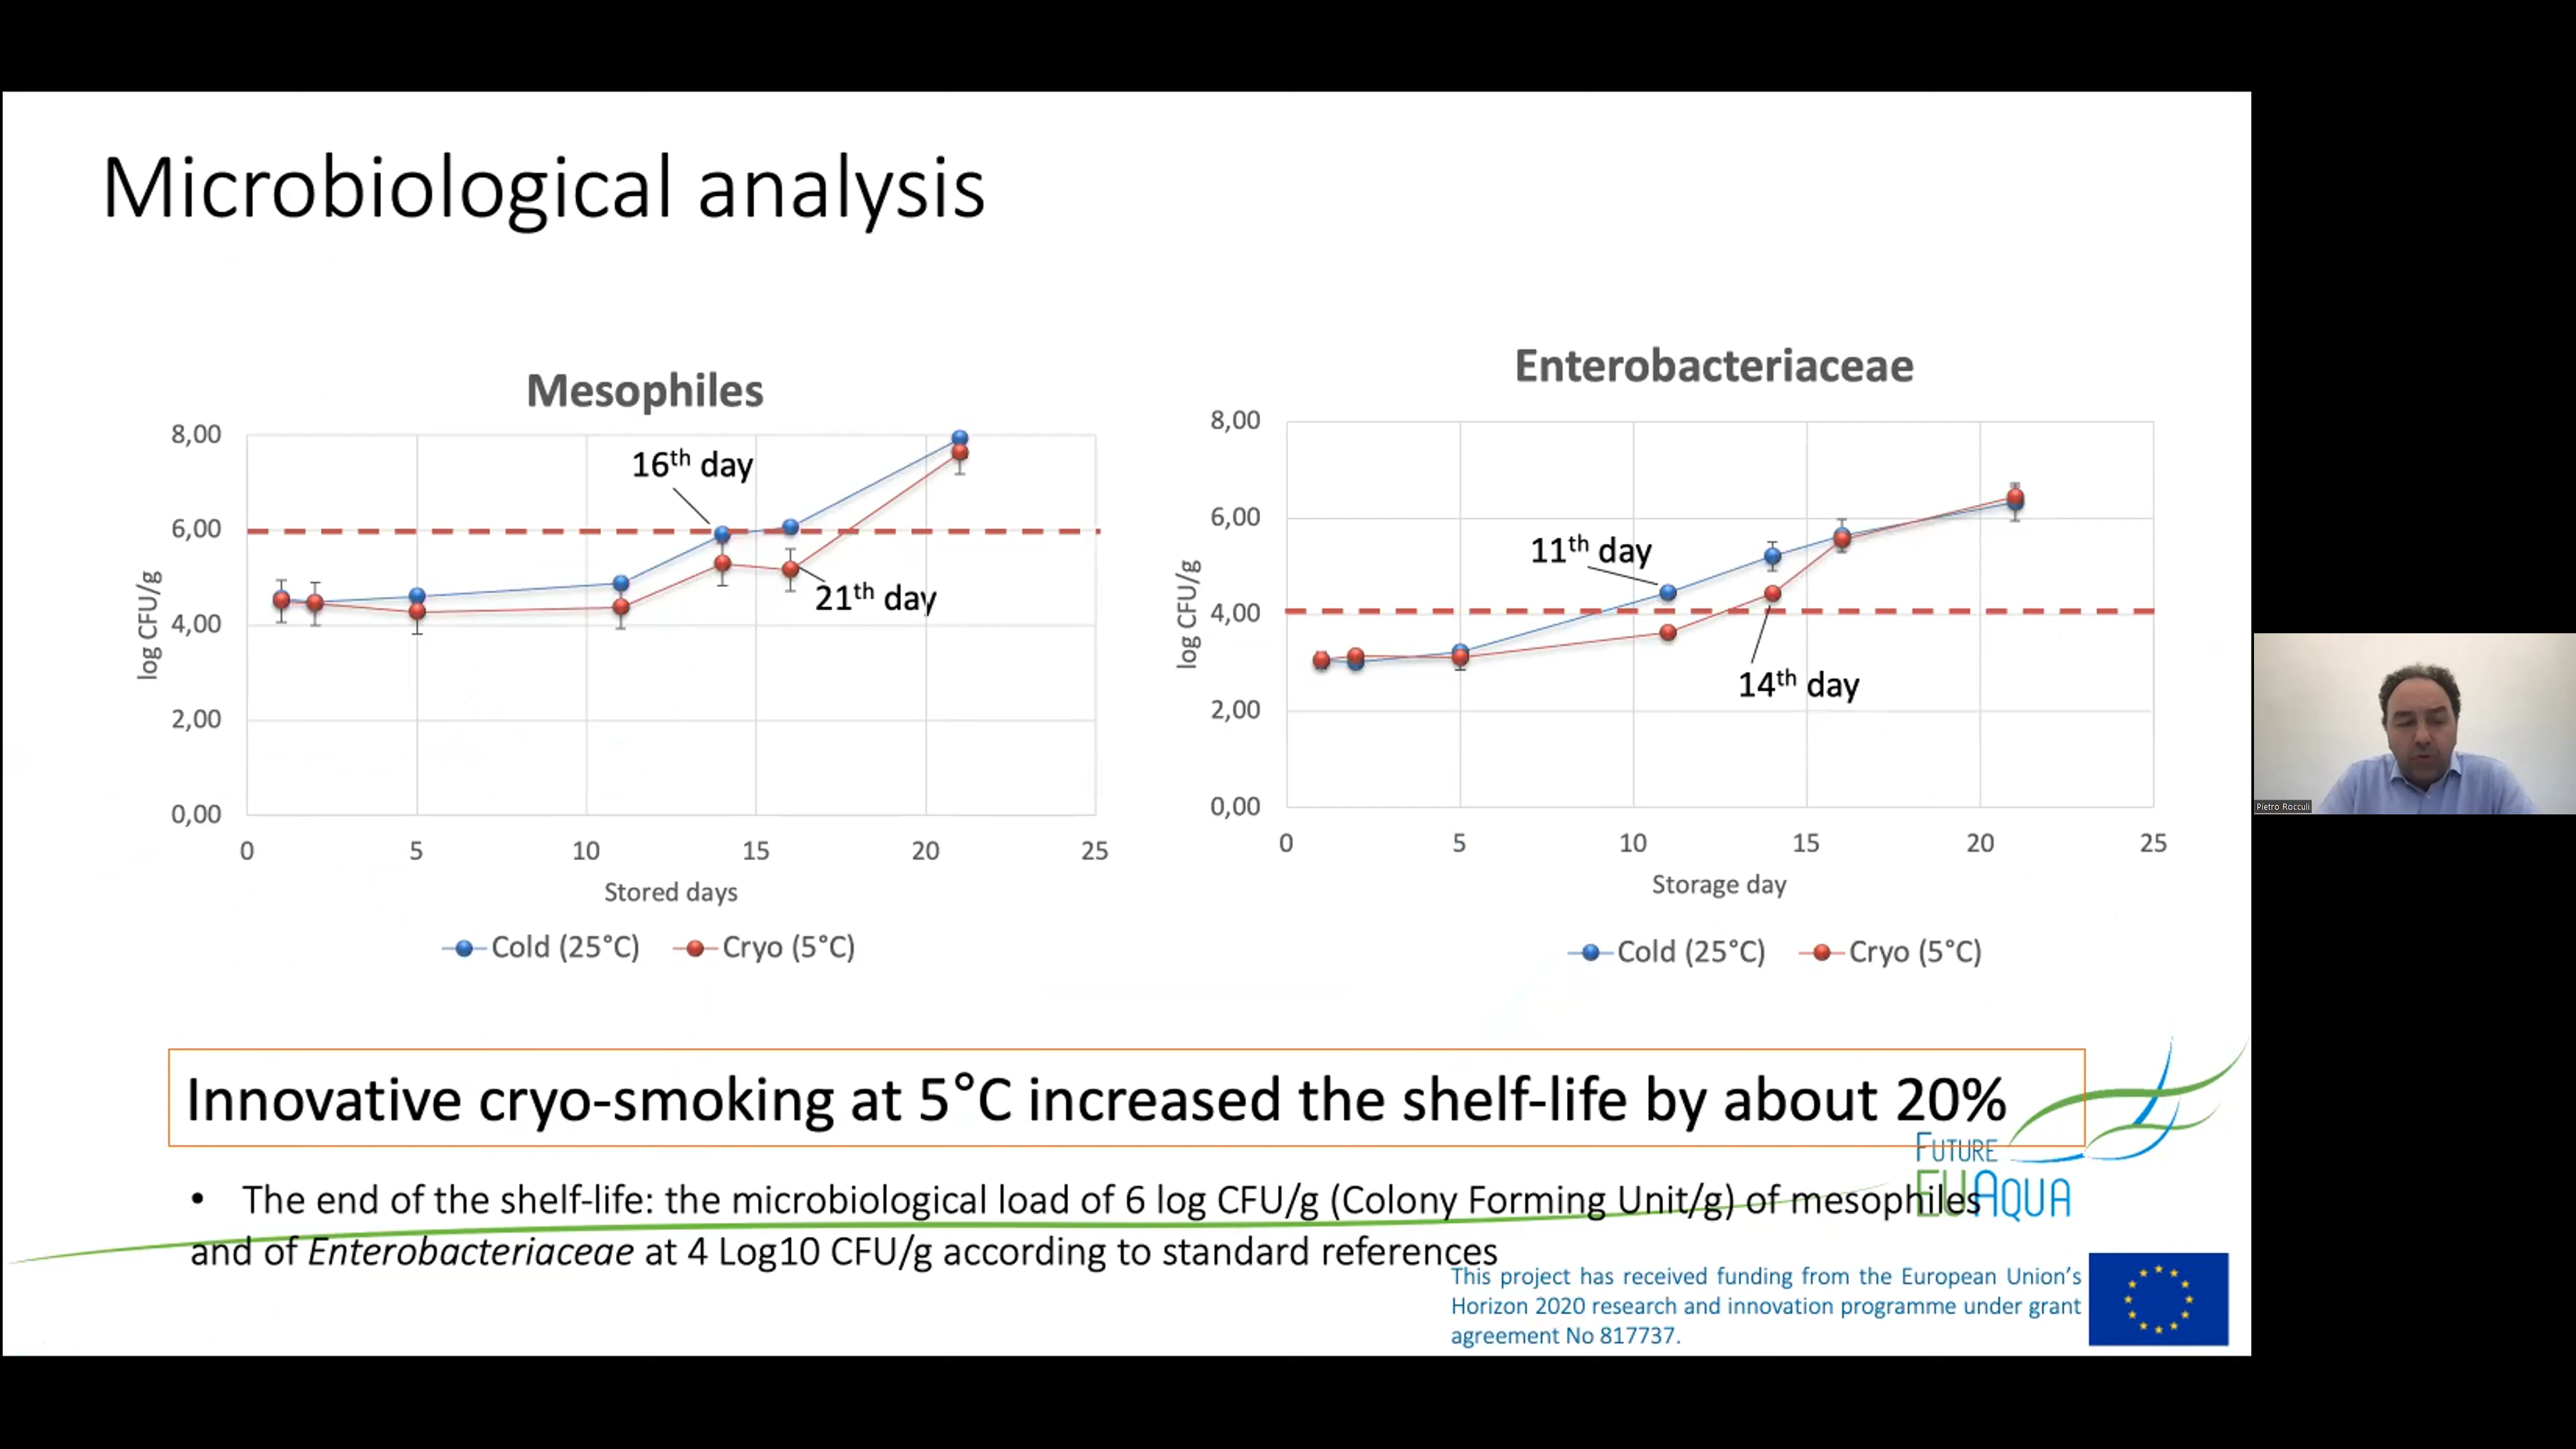 Microbiological analysis
Mesophiles
8,00
6,00
4,00
2,00
0,00
log CFU/g
16th day
21th day
0
5
10
15
20
25
Stored days
Cold (25°C)
Cryo (5°C)
Enterobacteriaceae
8,00
6,00
4,00
2,00
0,00
log CFU/g
11th day
14th day
0
5
10
15
20
25
Storage day
Cold (25°C)
Cryo (5°C)
Pietro Rocculi
Innovative cryo-smoking at 5°C increased the shelf-life by about 20%
FUTURE
EUAQUA
• The end of the shelf-life: the microbiological load of 6 log CFU/g (Colony Forming Unit/g) of mesophiles
and of Enterobacteriaceae at 4 Log10 CFU/g according to standard references
This project has received funding from the European Union's
Horizon 2020 research and innovation programme under grant
agreement No 817737.